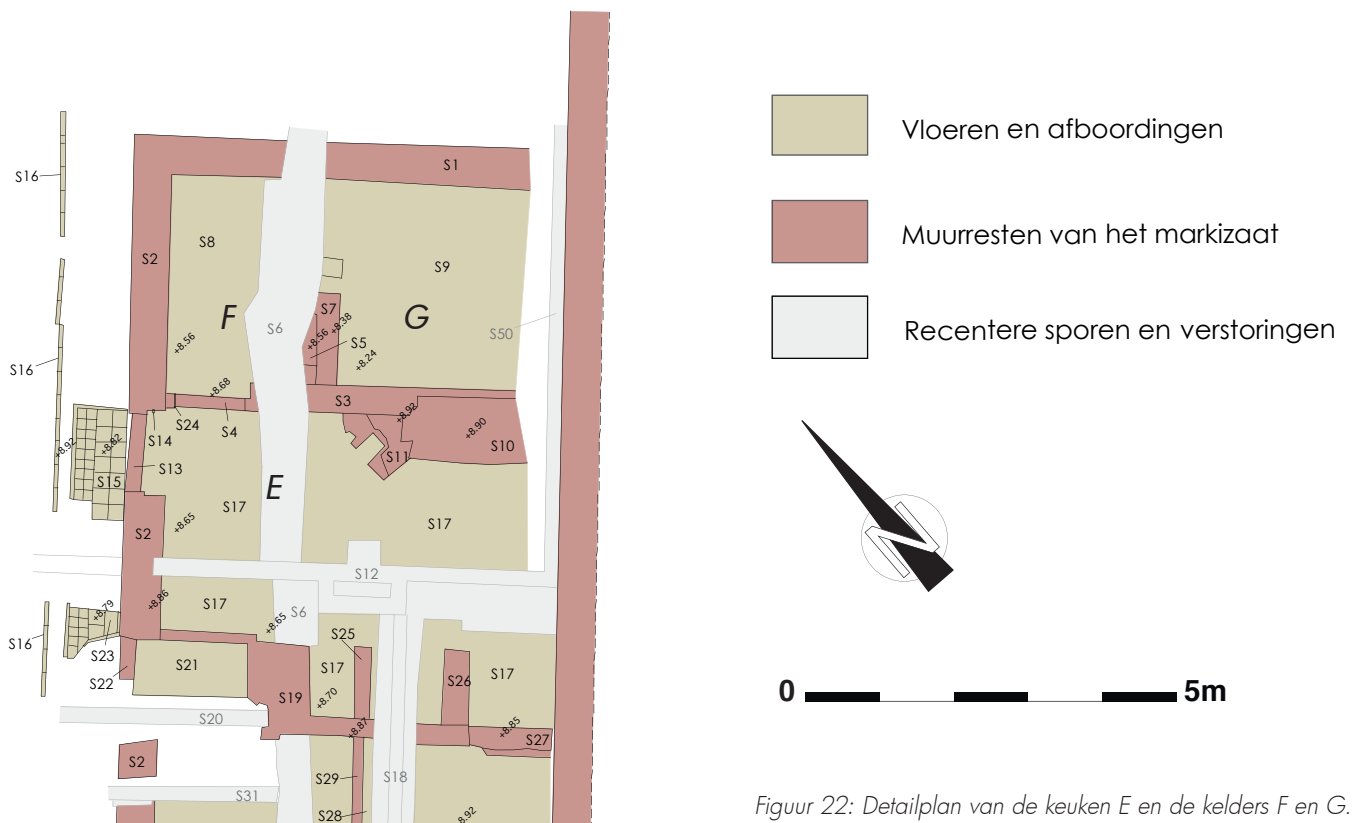 S1
S16
S8
S2
S9
F
G
S6
S7
+8.38
+8.56
S5
S50
+8.56
+8.24
S16
+8.68
S3
+8.92
S24
S4
S14
+8.90
S10
+8.92
+8.82
S13
S11
S15
E
S17
S17
+8.65
S2
S12
+8.79
+8.86
S17
S6
+8.65
S25
S16
S23
S21
S17
S26
S17
S22
S19
+8.70
S20
+8.87
+8.85
S27
S2
S29
S18
S31
S28
+8.92
Vloeren en afboordingen
Muurresten van het markizaat
Recentere sporen en verstoringen
N
0
5m
Figuur 22: Detailplan van de keuken E en de kelders F en G.